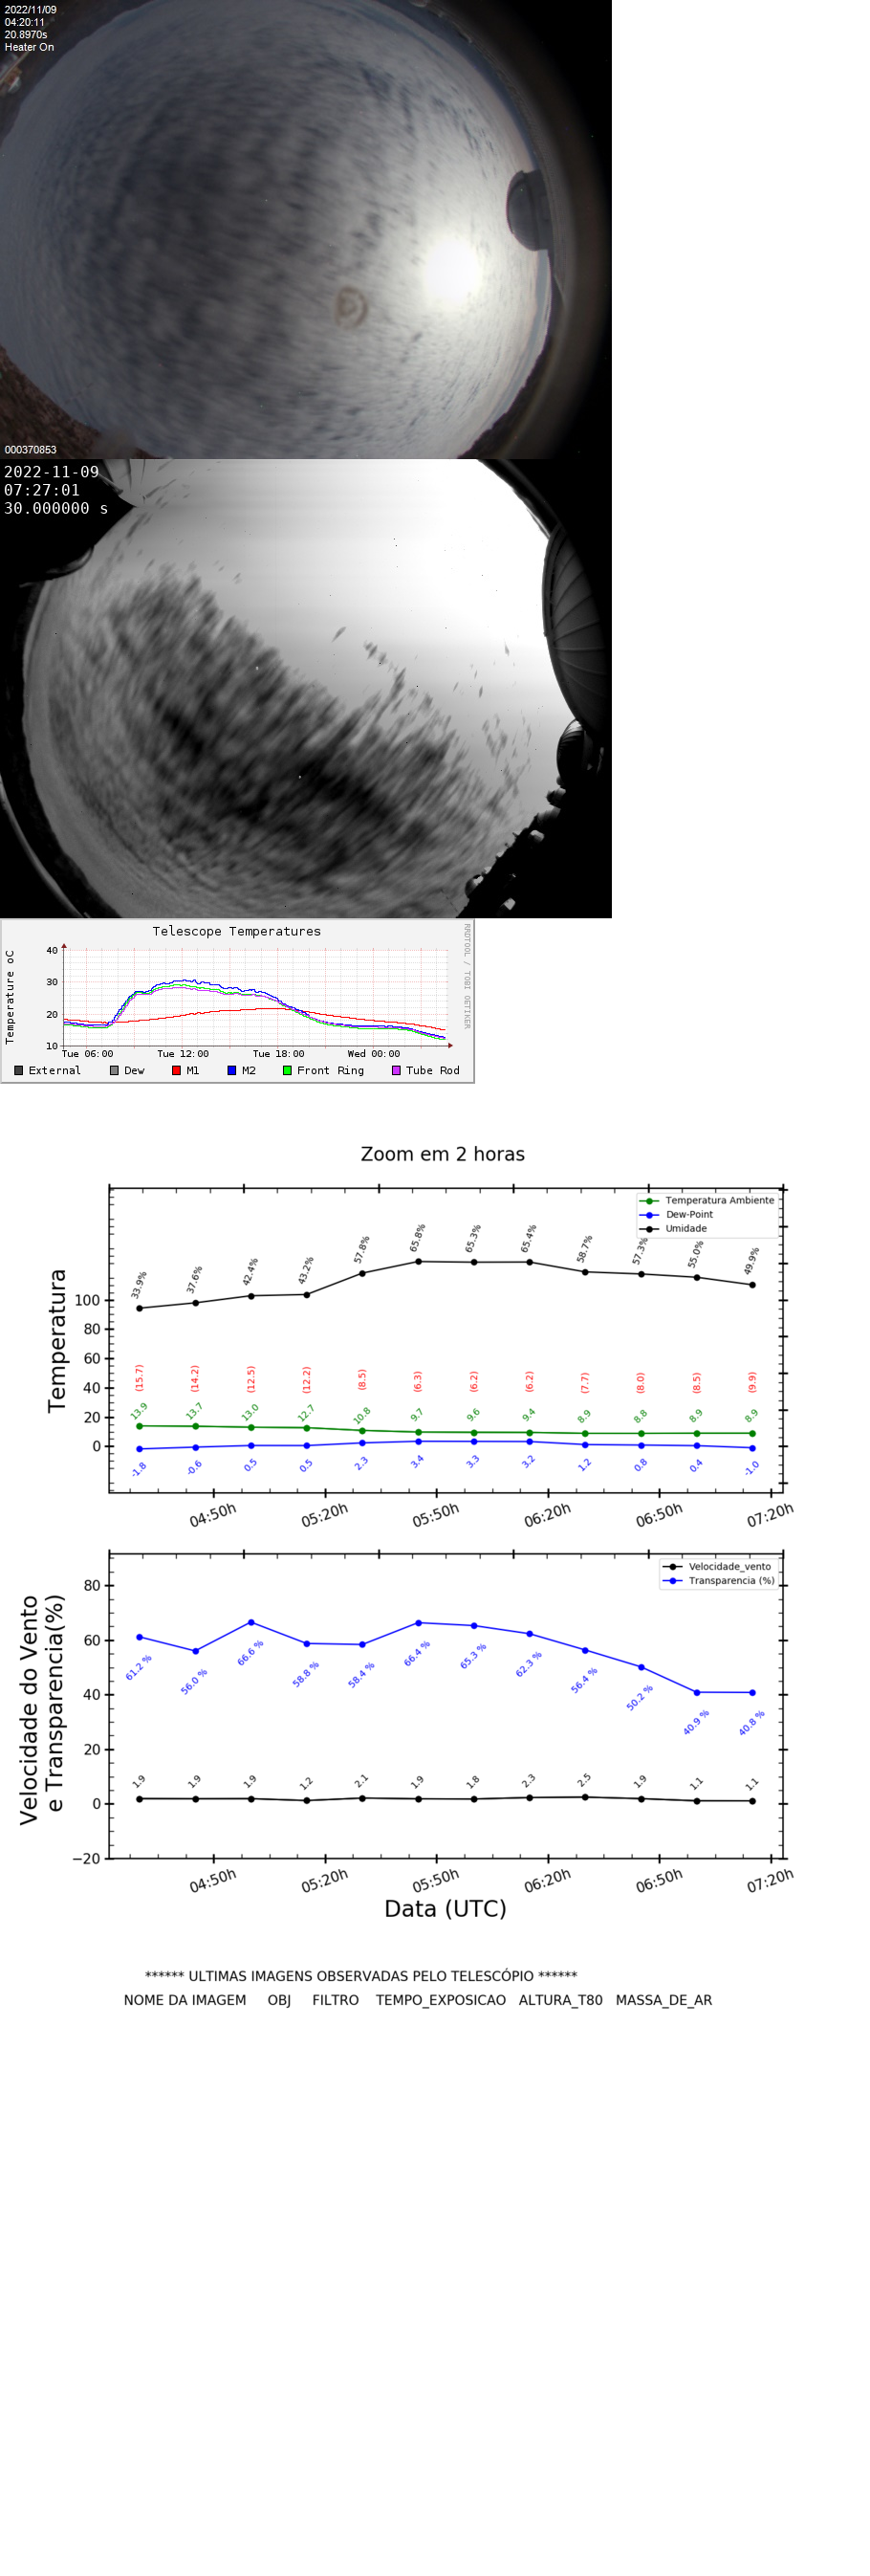 2022/11/09
04:20:11
20.8970s
Heater On
000370853
2022-11-09
07:27:01
30.000000 s
Telescope Temperatures
RRDTOOL / TOBI OETIKER
Temperature oC
40
30
20
10
Tue 06:00 Tue 12:00 Tue 18:00 Wed 00:00
External Dew M1 M2 Front Ring Tube Rod
Zoom em 2 horas
Temperatura Ambiente
Dew-Point
Umidade
Temperatura
100
80
60
40
20
0
33.9% 37.6% 42.4% 43.2% 57.8% 65.8% 65.3% 65.4% 58.7% 57.3% 55.0% 49.9%
(15.7) (14.2) (12.5) (12.2) (8.5) (6.3) (6.2) (6.2) (7.7) (8.0) (8.5) (9.9)
13.9 13.7 13.0 12.7 10.8 9.7 9.6 9.4 8.9 8.8 8.9 8.9
-1.8 -0.6 0.5 0.5 2.3 3.4 3.3 3.2 1.2 0.8 0.4 -1.0
04:50h 05:20h 05:50h 06:20h 06:50h 07:20h
Velocidade_vento
Transparencia (%)
Velocidade do Vento
e Transparencia(%)
80
60
40
20
0
−20
61.2 % 56.0 % 66.6 % 58.8 % 58.4 % 66.4 % 65.3 % 62.3 % 56.4 % 50.2 % 40.9 % 40.8 %
1.9 1.9 1.9 1.2 2.1 1.9 1.8 2.3 2.5 1.9 1.1 1.1
04:50h 05:20h 05:50h 06:20h 06:50h 07:20h
Data (UTC)
****** ULTIMAS IMAGENS OBSERVADAS PELO TELESCÓPIO ******
NOME DA IMAGEM OBJ FILTRO TEMPO_EXPOSICAO ALTURA_T80 MASSA_DE_AR